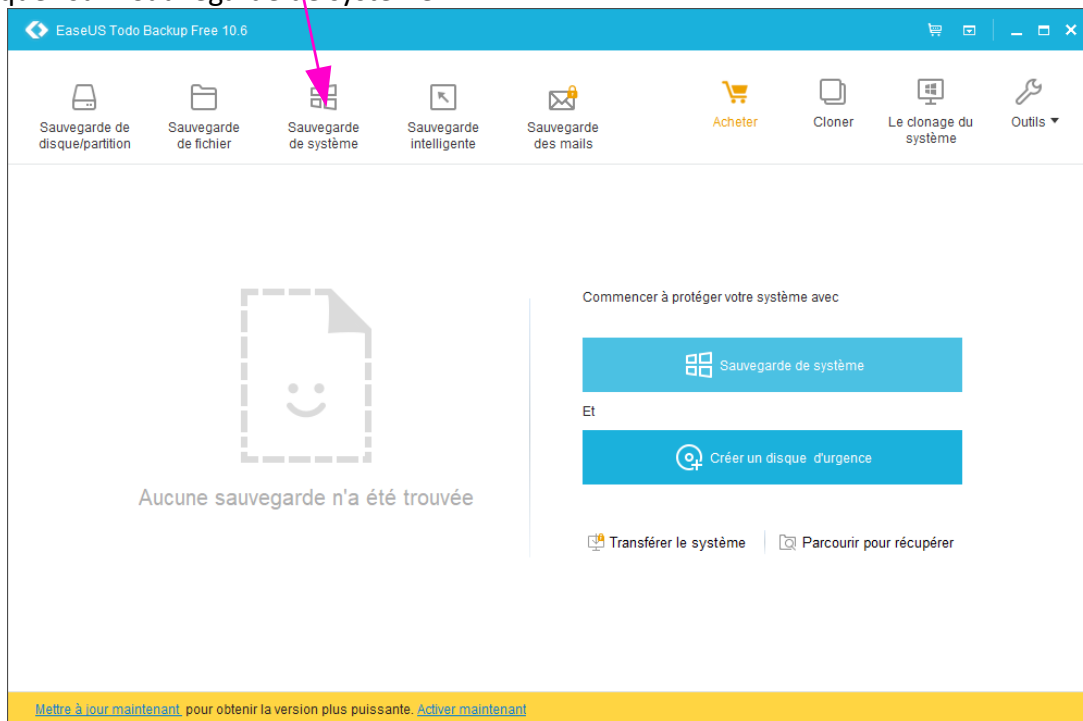 EaseUS Todo Backup Free 10.6
Sauvegarde de
disque/partition
Sauvegarde
de fichier
Sauvegarde
de système
Sauvegarde
intelligente
Sauvegarde
des mails
Acheter
Cloner
Le clonage du
système
Outils
Commencer à protéger votre système avec
Sauvegarde de système
Et
Créer un disque d'urgence
Aucune sauvegarde n'a été trouvée
Transférer le système
Parcourir pour récupérer
Mettre à jour maintenant pour obtenir la version plus puissante. Activer maintenant